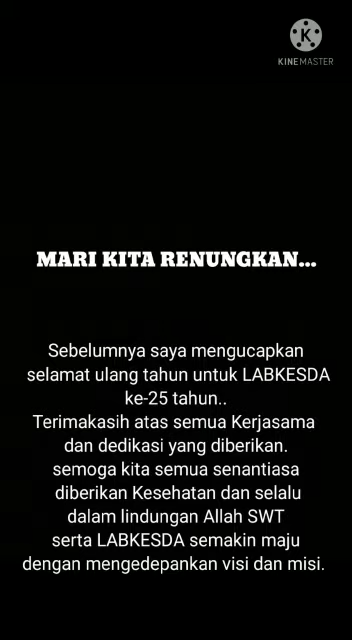 K
KINEMASTER
MARI KITA RENUNGKAN...
Sebelumnya saya mengucapkan
selamat ulang tahun untuk LABKESDA
ke-25 tahun..
Terimakasih atas semua Kerjasama
dan dedikasi yang diberikan.
semoga kita semua senantiasa
diberikan Kesehatan dan selalu
dalam lindungan Allah SWT
serta LABKESDA semakin maju
dengan mengedepankan visi dan misi.